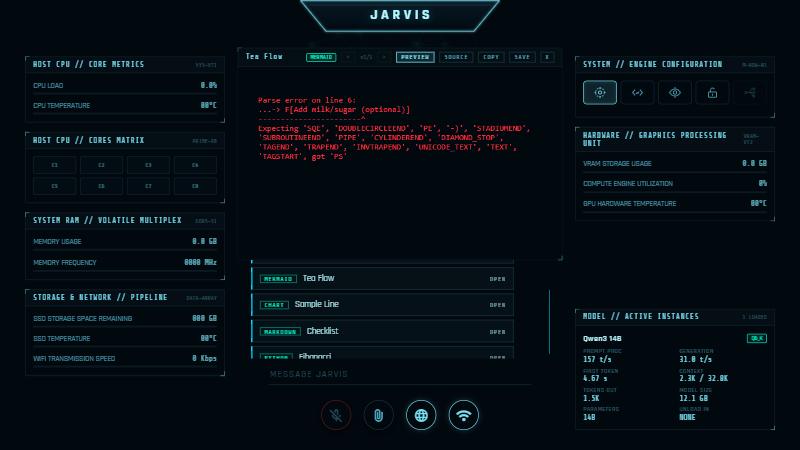 JARVIS
HOST CPU // CORE METRICS
CPU LOAD 0.0%
CPU TEMPERATURE 00°C
HOST CPU // CORES MATRIX
C1 C2 C3 C4
C5 C6 C7 C8
SYSTEM RAM // VOLATILE MULTIPLEX
MEMORY USAGE 0.0 GB
MEMORY FREQUENCY 0000 MHz
STORAGE & NETWORK // PIPELINE
DATA-ARRAY
SSD STORAGE SPACE REMAINING 000 GB
SSD TEMPERATURE 00°C
WIFI TRANSMISSION SPEED 0 Kbps
Tea Flow MERMAID < v1/1 > PREVIEW SOURCE COPY SAVE X
Parse error on line 6:
...-> F[Add milk/sugar (optional)]
-----------------------^
Expecting 'SQE', 'DOUBLECIRCLEEND', 'PE', '-)', 'STADIUMEND',
'SUBROUTINEEND', 'PIPE', 'CYLINDEREND', 'DIAMOND_STOP',
'TAGEND', 'TRAPEND', 'INVTRAPEND', 'UNICODE_TEXT', 'TEXT',
'TAGSTART', got 'PS'
MERMAID Tea Flow OPEN
CHART Sample Line OPEN
MARKDOWN Checklist OPEN
PYTHON Fibonacci OPEN
MESSAGE JARVIS
SYSTEM // ENGINE CONFIGURATION
HARDWARE // GRAPHICS PROCESSING
UNIT
VRAM STORAGE USAGE 0.0 GB
COMPUTE ENGINE UTILIZATION 0%
GPU HARDWARE TEMPERATURE 00°C
MODEL // ACTIVE INSTANCES
1 LOADED
Qwen3 14B
PROMPT PROC GENERATION
157 t/s 31.0 t/s
FIRST TOKEN CONTEXT
4.67 s 2.3K / 32.0K
TOKENS OUT MODEL SIZE
1.5K 12.1 GB
PARAMETERS UNLOAD IN
14B NONE